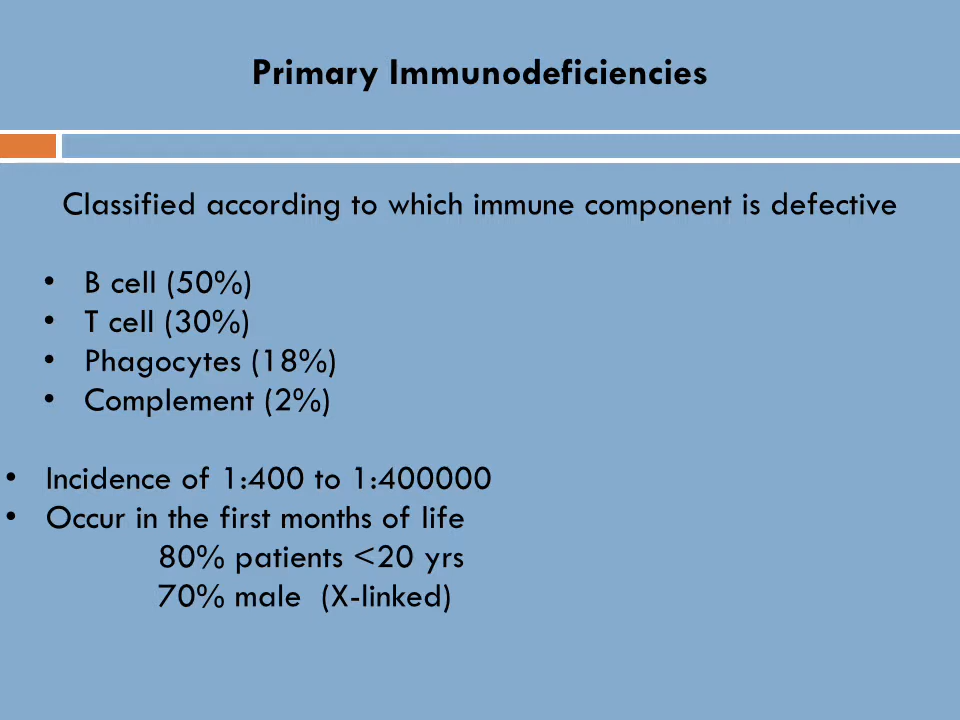 Primary Immunodeficiencies
Classified according to which immune component is defective
• B cell (50%)
• T cell (30%)
• Phagocytes (18%)
• Complement (2%)
• Incidence of 1:400 to 1:400000
• Occur in the first months of life
80% patients <20 yrs
70% male (X-linked)